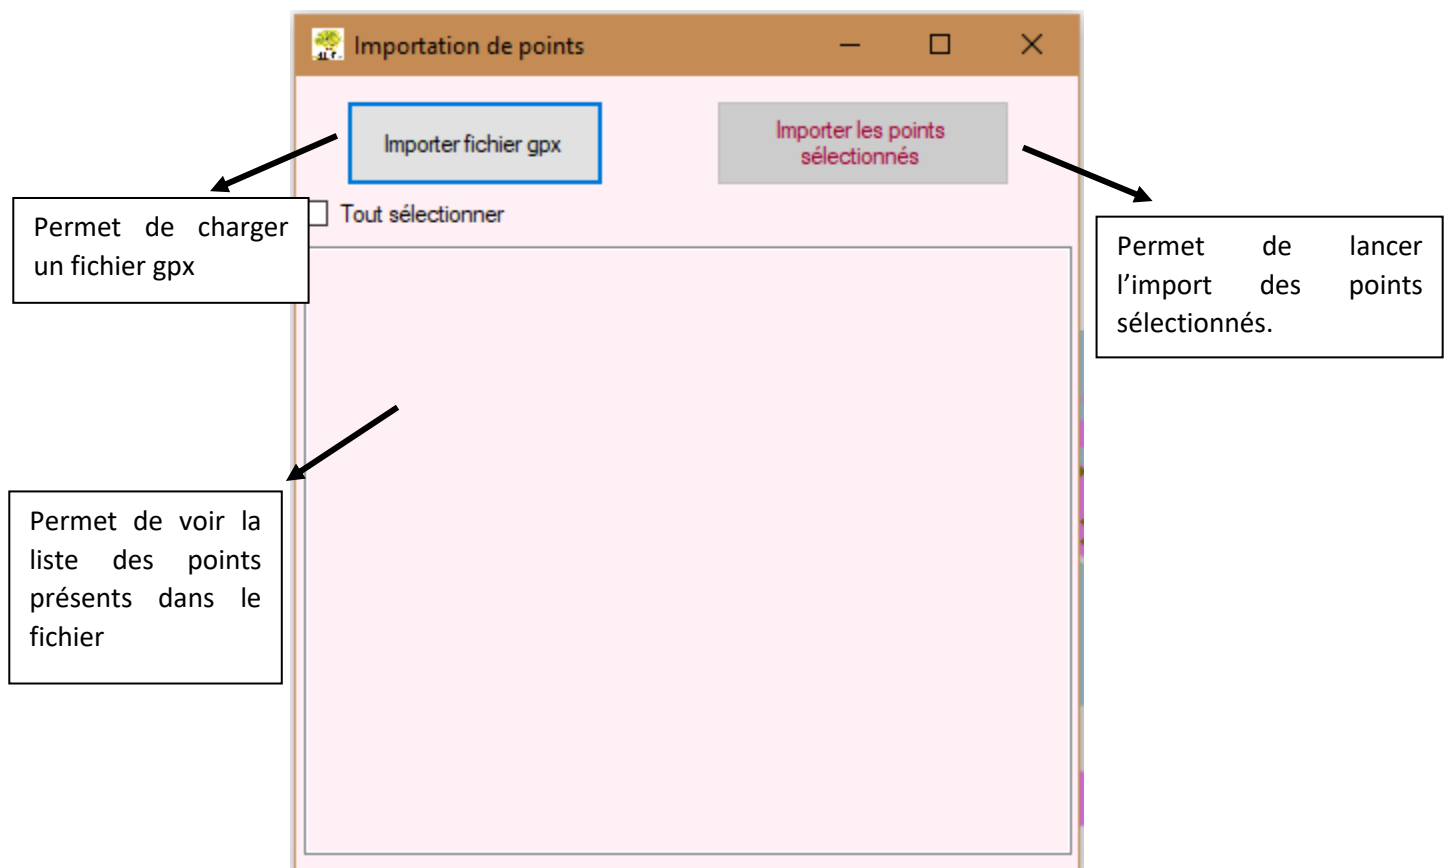 Importation de points
Importer fichier gpx
Importer les points
sélectionnés
Tout sélectionner
Permet de charger
un fichier gpx
Permet de lancer
l’import des points
sélectionnés.
Permet de voir la
liste des points
présents dans le
fichier